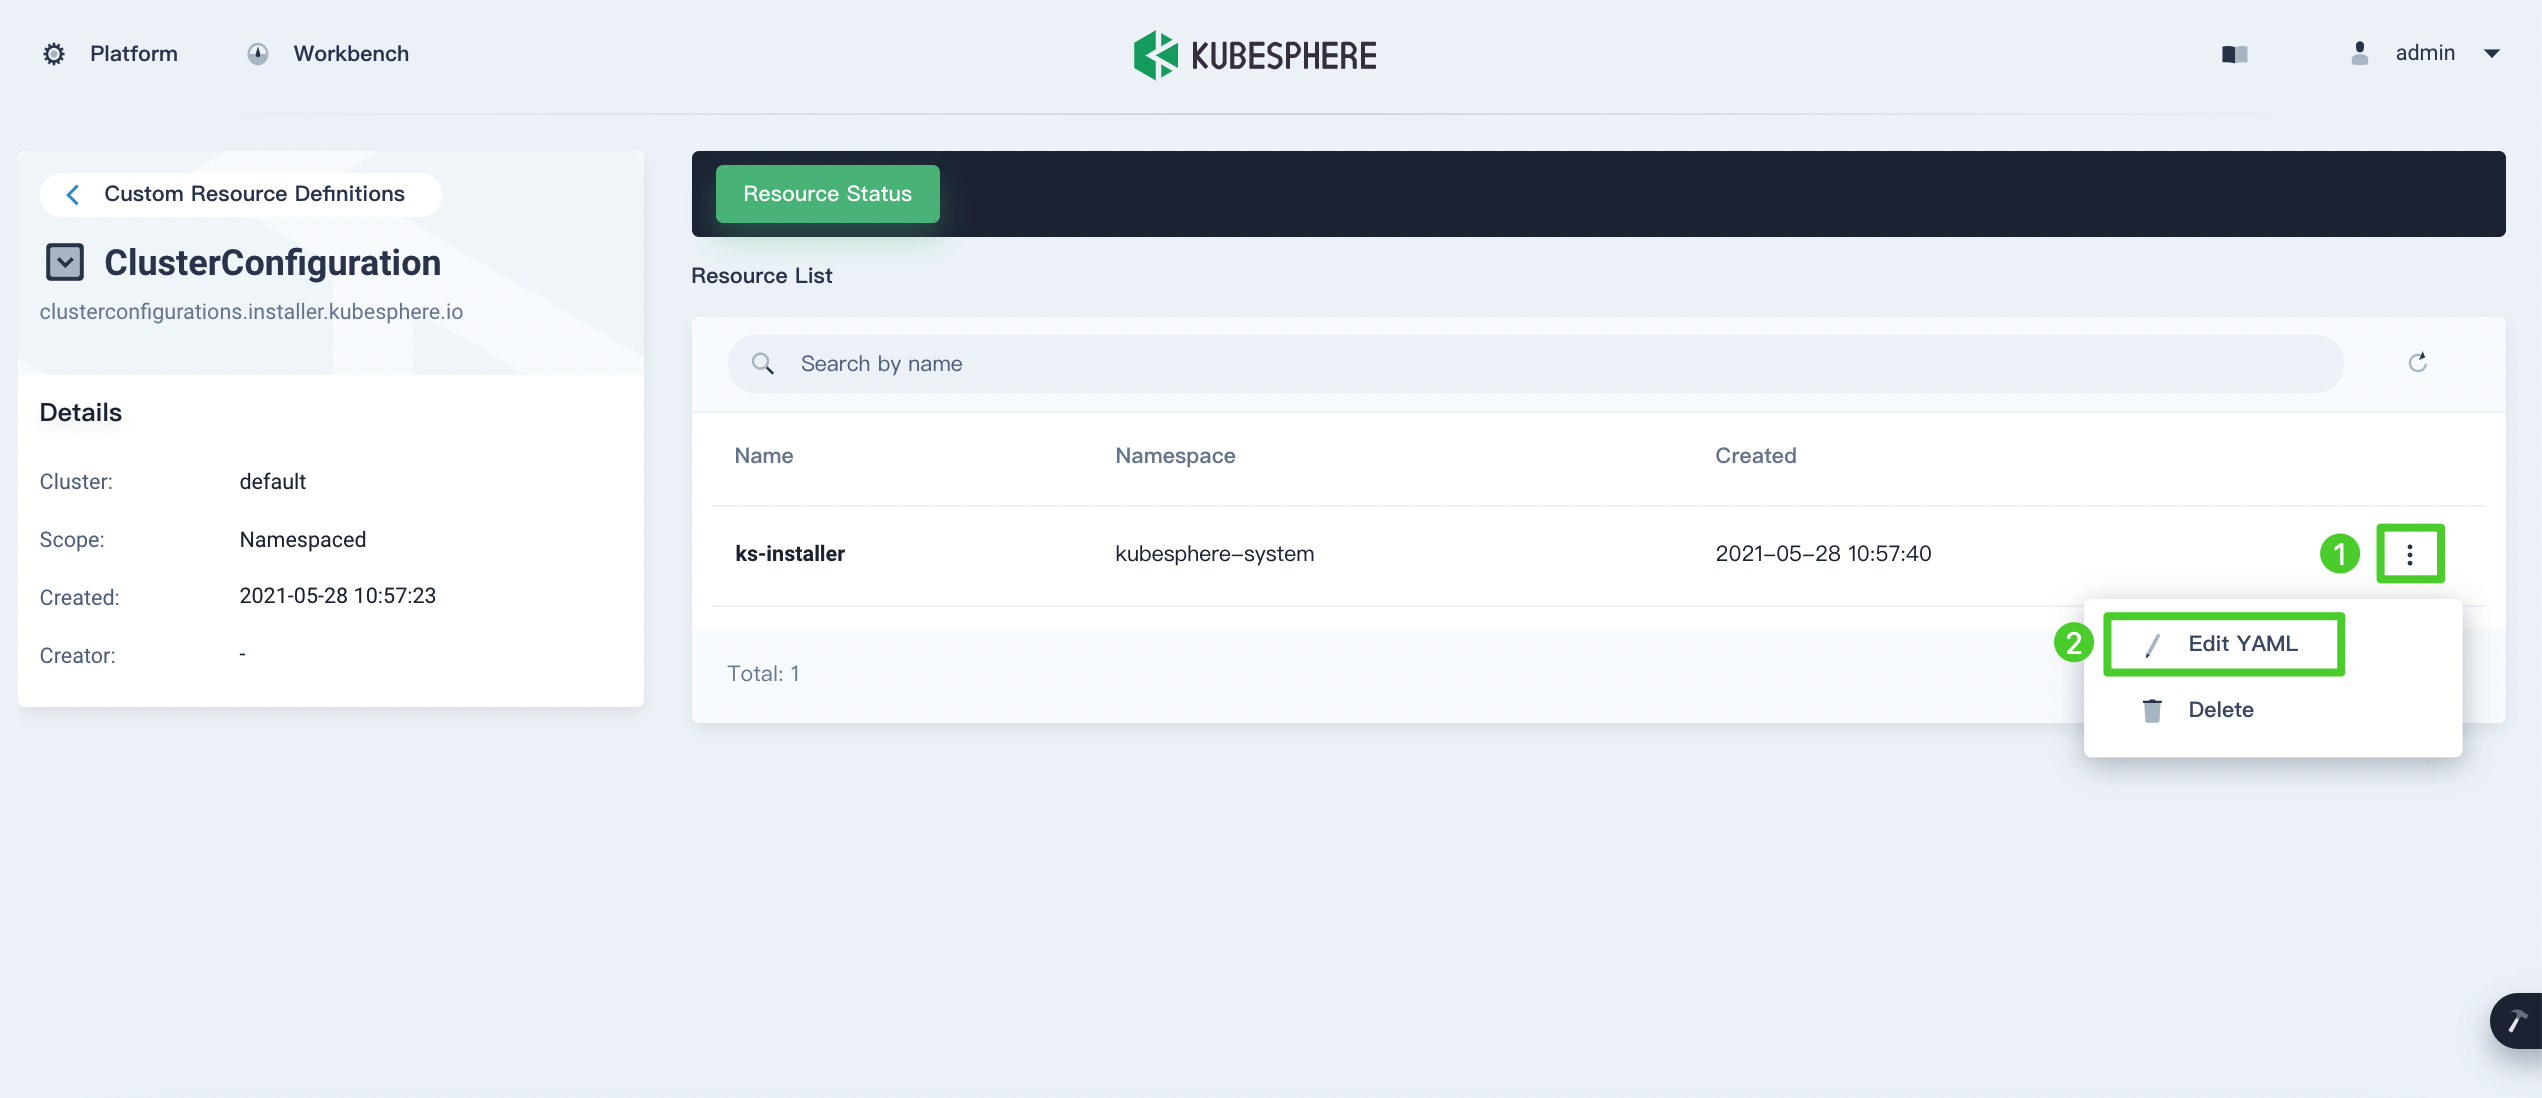 Platform
Workbench
KUBESPHERE
admin
Custom Resource Definitions
ClusterConfiguration
clusterconfigurations.installer.kubesphere.io
Details
Cluster: default
Scope: Namespaced
Created: 2021-05-28 10:57:23
Creator: -
Resource Status
Resource List
Search by name
Name Namespace Created
ks-installer kubesphere-system 2021-05-28 10:57:40
1
2
Edit YAML
Delete
Total: 1